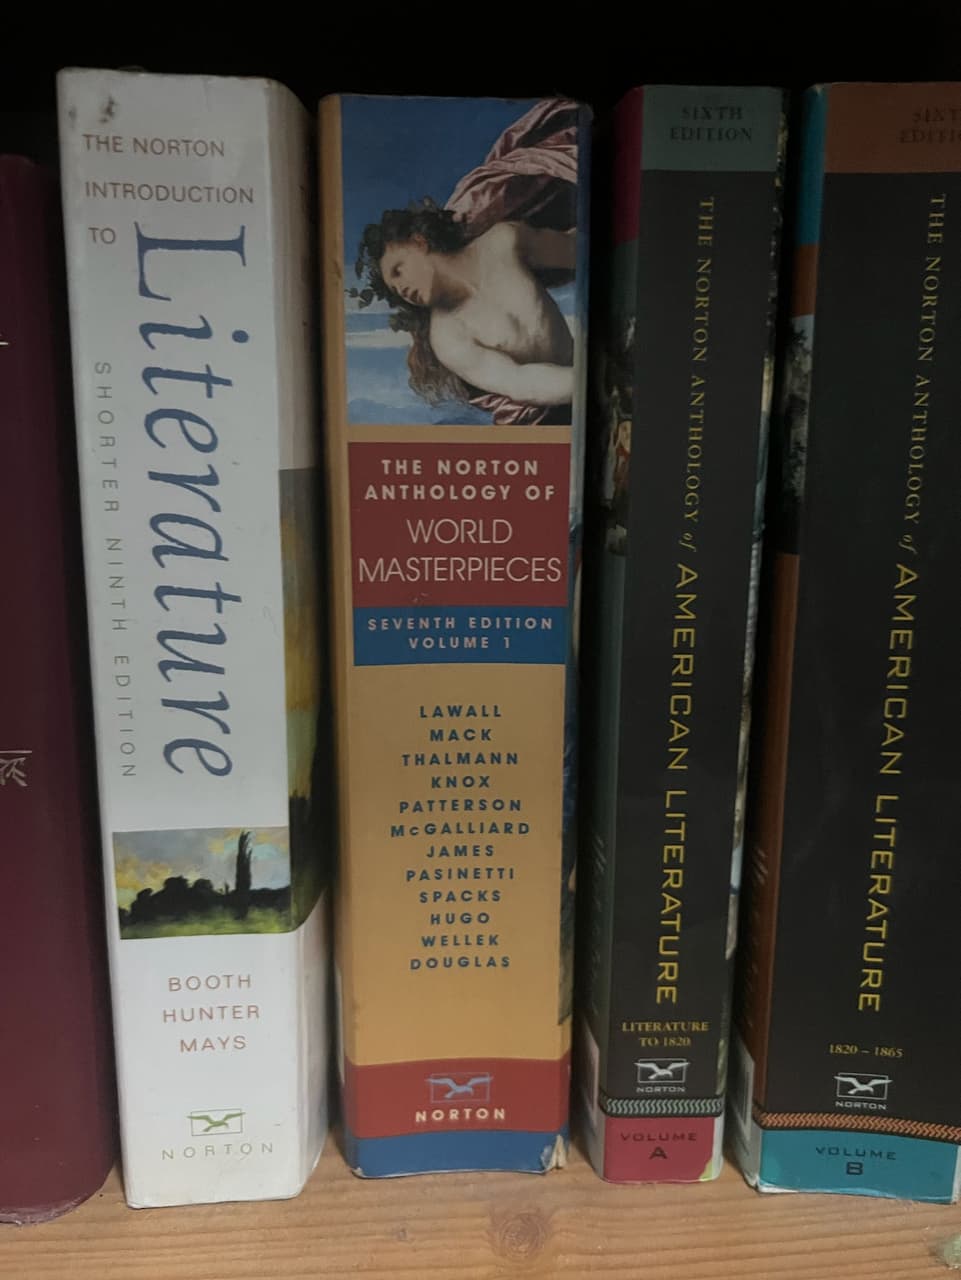 THE NORTON
INTRODUCTION
TO
Literature
SHORTER NINTH EDITION
BOOTH
HUNTER
MAYS
NORTON
THE NORTON
ANTHOLOGY OF
WORLD
MASTERPIECES
SEVENTH EDITION
VOLUME 1
LAWALL
MACK
THALMANN
KNOX
PATTERSON
McGALLIARD
JAMES
PASINETTI
SPACKS
HUGO
WELLEK
DOUGLAS
NORTON
SIXTH
EDITION
THE NORTON ANTHOLOGY of AMERICAN LITERATURE
LITERATURE
TO 1820
NORTON
VOLUME
A
SIXT
EDITIO
THE NORTON ANTHOLOGY of AMERICAN LITERATURE
1820 – 1865
NORTON
VOLUME
B